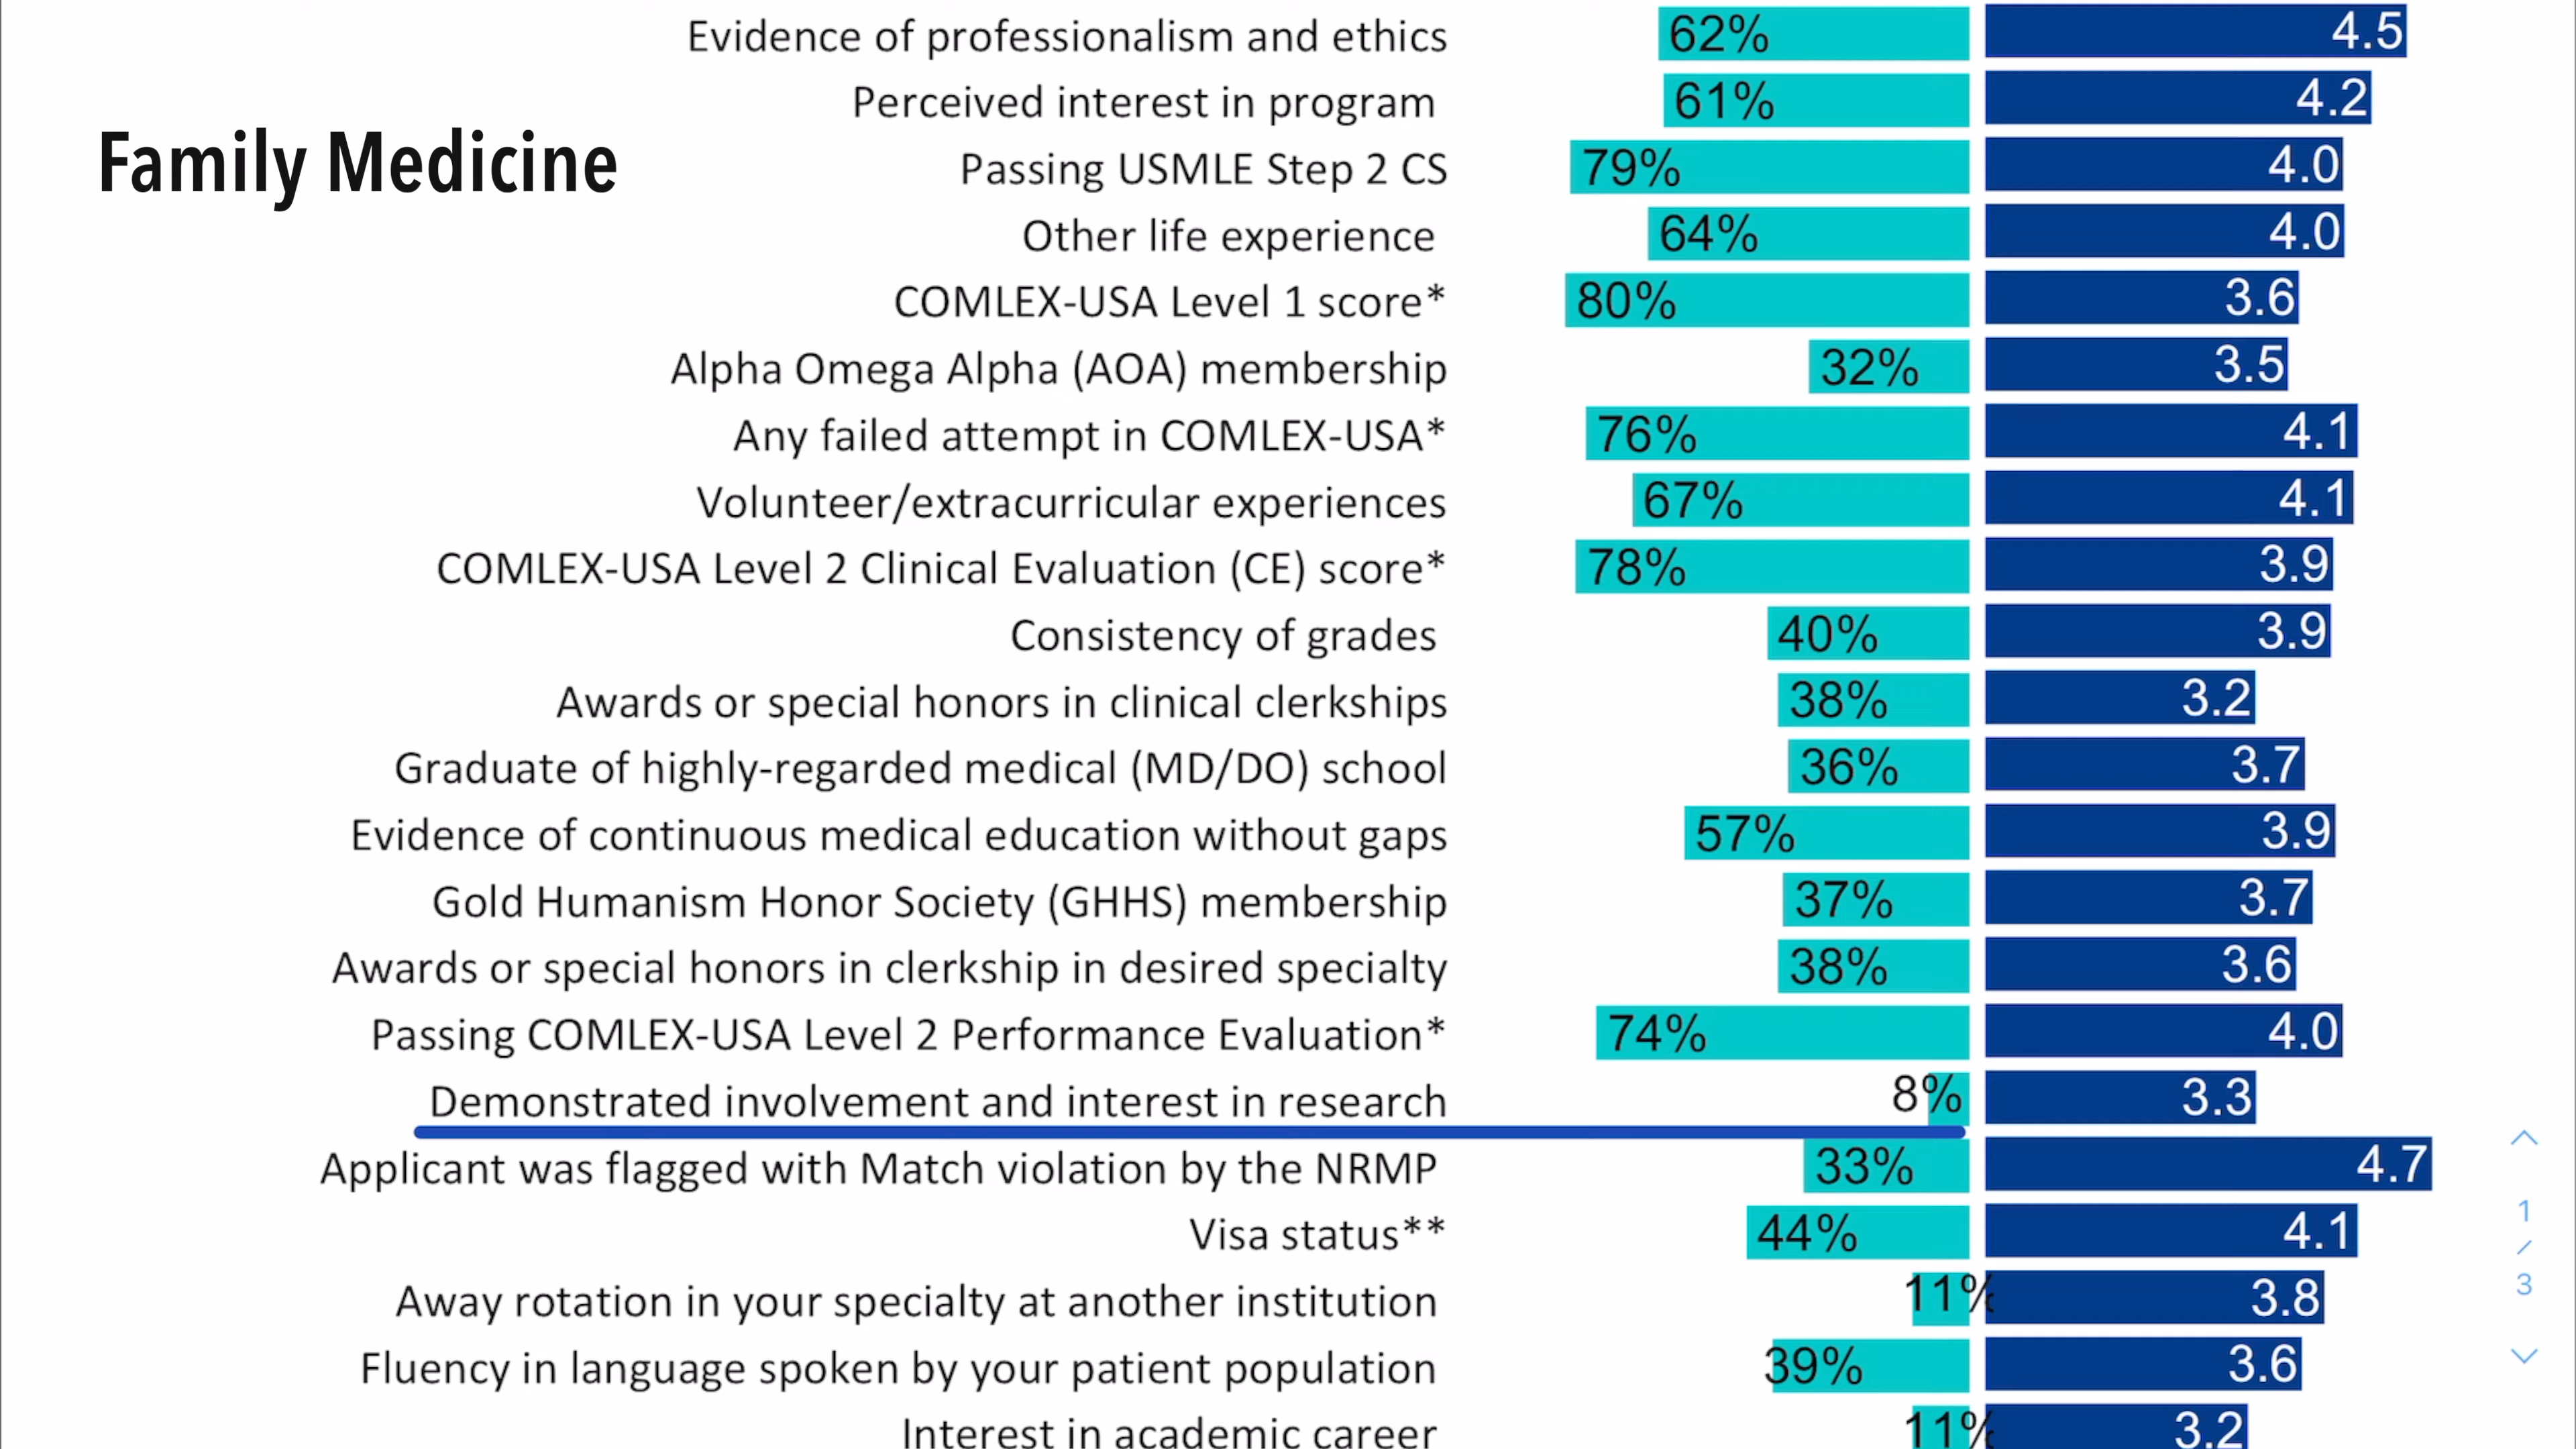 Family Medicine
Evidence of professionalism and ethics 62% 4.5
Perceived interest in program 61% 4.2
Passing USMLE Step 2 CS 79% 4.0
Other life experience 64% 4.0
COMLEX-USA Level 1 score* 80% 3.6
Alpha Omega Alpha (AOA) membership 32% 3.5
Any failed attempt in COMLEX-USA* 76% 4.1
Volunteer/extracurricular experiences 67% 4.1
COMLEX-USA Level 2 Clinical Evaluation (CE) score* 78% 3.9
Consistency of grades 40% 3.9
Awards or special honors in clinical clerkships 38% 3.2
Graduate of highly-regarded medical (MD/DO) school 36% 3.7
Evidence of continuous medical education without gaps 57% 3.9
Gold Humanism Honor Society (GHHS) membership 37% 3.7
Awards or special honors in clerkship in desired specialty 38% 3.6
Passing COMLEX-USA Level 2 Performance Evaluation* 74% 4.0
Demonstrated involvement and interest in research 8% 3.3
Applicant was flagged with Match violation by the NRMP 33% 4.7
Visa status** 44% 4.1
Away rotation in your specialty at another institution 11% 3.8
Fluency in language spoken by your patient population 39% 3.6
Interest in academic career 11% 3.2
1
/
3